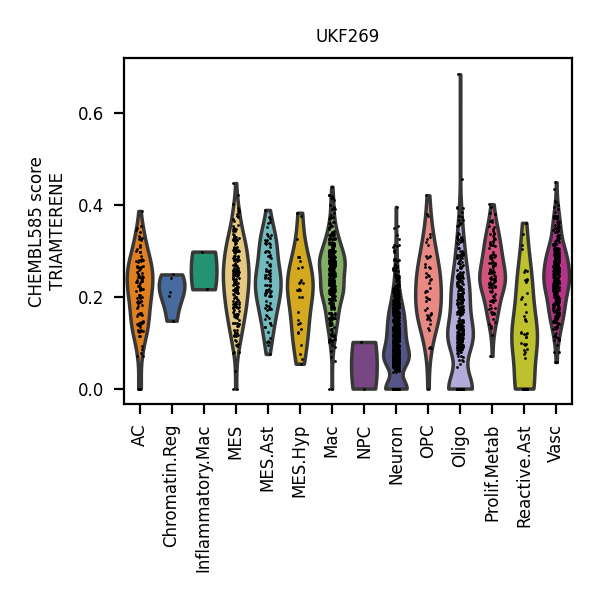 UKF269
CHEMBL585 score
TRIAMTERENE
0.6
0.4
0.2
0.0
AC
Chromatin.Reg
Inflammatory.Mac
MES
MES.Ast
MES.Hyp
Mac
NPC
Neuron
OPC
Oligo
Prolif.Metab
Reactive.Ast
Vasc